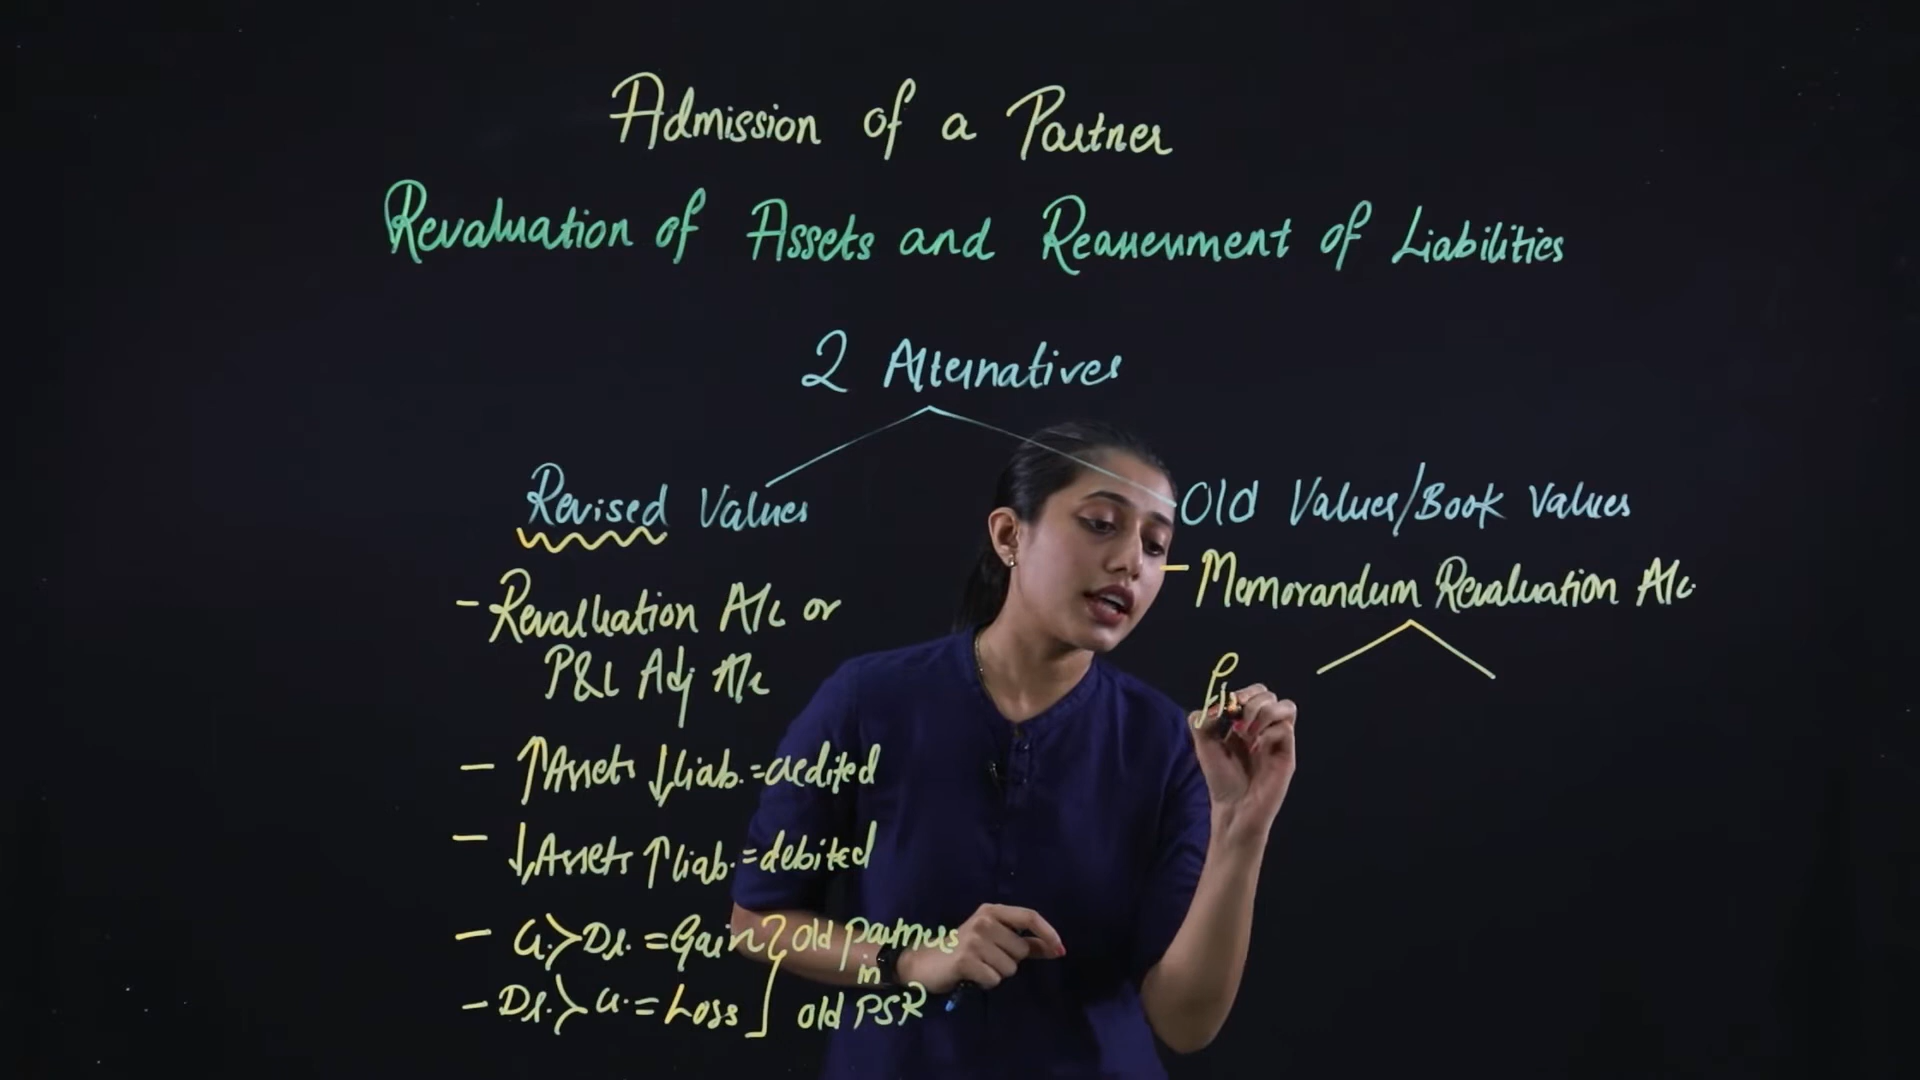 Admission of a Partner
Revaluation of Assets and Reassessment of Liabilities
2 Alternatives
Revised Values
- Revaluation A/c or
P&L Adj A/c
- ↑Assets ↓liab. = credited
- ↓Assets ↑liab. = debited
- Cr. > Dr. = Gain } old partners
in
- Dr. > Cr. = Loss ] old PSR
Old Values/Book Values
- Memorandum Revaluation A/c